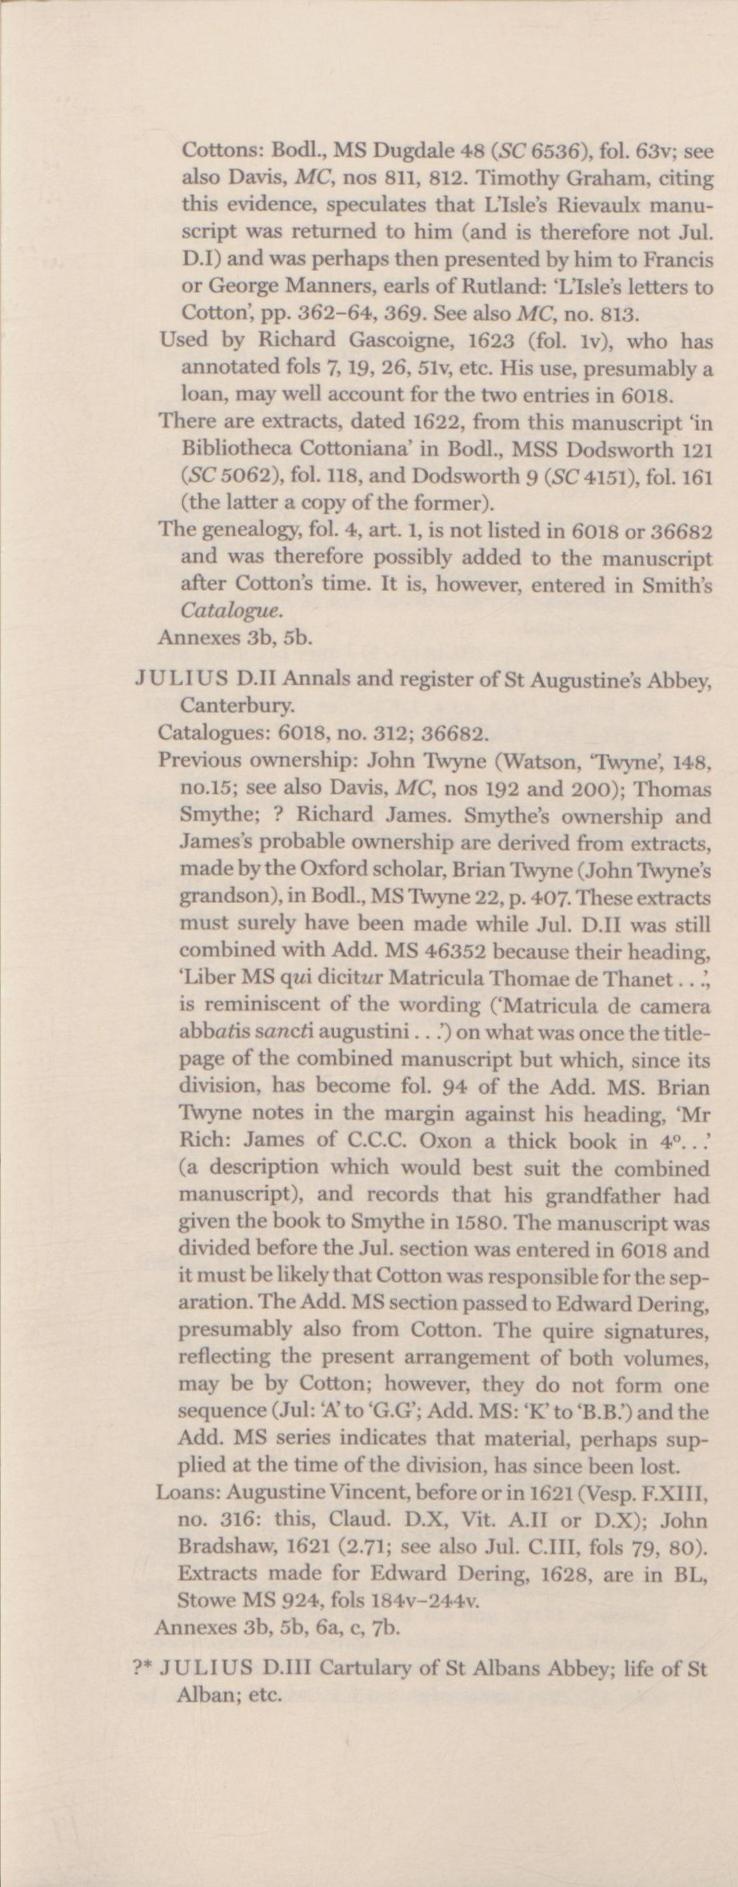 Cottons: Bodl., MS Dugdale 48 (SC 6536), fol. 63v; see
also Davis, MC, nos 811, 812. Timothy Graham, citing
this evidence, speculates that L'Isle's Rievaulx manu-
script was returned to him (and is therefore not Jul.
D.I) and was perhaps then presented by him to Francis
or George Manners, earls of Rutland: 'L'Isle's letters to
Cotton', pp. 362–64, 369. See also MC, no. 813.
Used by Richard Gascoigne, 1623 (fol. 1v), who has
annotated fols 7, 19, 26, 51v, etc. His use, presumably a
loan, may well account for the two entries in 6018.
There are extracts, dated 1622, from this manuscript 'in
Bibliotheca Cottoniana' in Bodl., MSS Dodsworth 121
(SC 5062), fol. 118, and Dodsworth 9 (SC 4151), fol. 161
(the latter a copy of the former).
The genealogy, fol. 4, art. 1, is not listed in 6018 or 36682
and was therefore possibly added to the manuscript
after Cotton's time. It is, however, entered in Smith's
Catalogue.
Annexes 3b, 5b.
JULIUS D.II Annals and register of St Augustine's Abbey,
Canterbury.
Catalogues: 6018, no. 312; 36682.
Previous ownership: John Twyne (Watson, 'Twyne', 148,
no.15; see also Davis, MC, nos 192 and 200); Thomas
Smythe; ? Richard James. Smythe's ownership and
James's probable ownership are derived from extracts,
made by the Oxford scholar, Brian Twyne (John Twyne's
grandson), in Bodl., MS Twyne 22, p. 407. These extracts
must surely have been made while Jul. D.II was still
combined with Add. MS 46352 because their heading,
'Liber MS qui dicitur Matricula Thomae de Thanet . . .',
is reminiscent of the wording ('Matricula de camera
abbatis sancti augustini . . .') on what was once the title-
page of the combined manuscript but which, since its
division, has become fol. 94 of the Add. MS. Brian
Twyne notes in the margin against his heading, 'Mr
Rich: James of C.C.C. Oxon a thick book in 4º. . .'
(a description which would best suit the combined
manuscript), and records that his grandfather had
given the book to Smythe in 1580. The manuscript was
divided before the Jul. section was entered in 6018 and
it must be likely that Cotton was responsible for the sep-
aration. The Add. MS section passed to Edward Dering,
presumably also from Cotton. The quire signatures,
reflecting the present arrangement of both volumes,
may be by Cotton; however, they do not form one
sequence (Jul: 'A' to 'G.G'; Add. MS: 'K' to 'B.B.') and the
Add. MS series indicates that material, perhaps sup-
plied at the time of the division, has since been lost.
Loans: Augustine Vincent, before or in 1621 (Vesp. F.XIII,
no. 316: this, Claud. D.X, Vit. A.II or D.X); John
Bradshaw, 1621 (2.71; see also Jul. C.III, fols 79, 80).
Extracts made for Edward Dering, 1628, are in BL,
Stowe MS 924, fols 184v–244v.
Annexes 3b, 5b, 6a, c, 7b.
?* JULIUS D.III Cartulary of St Albans Abbey; life of St
Alban; etc.